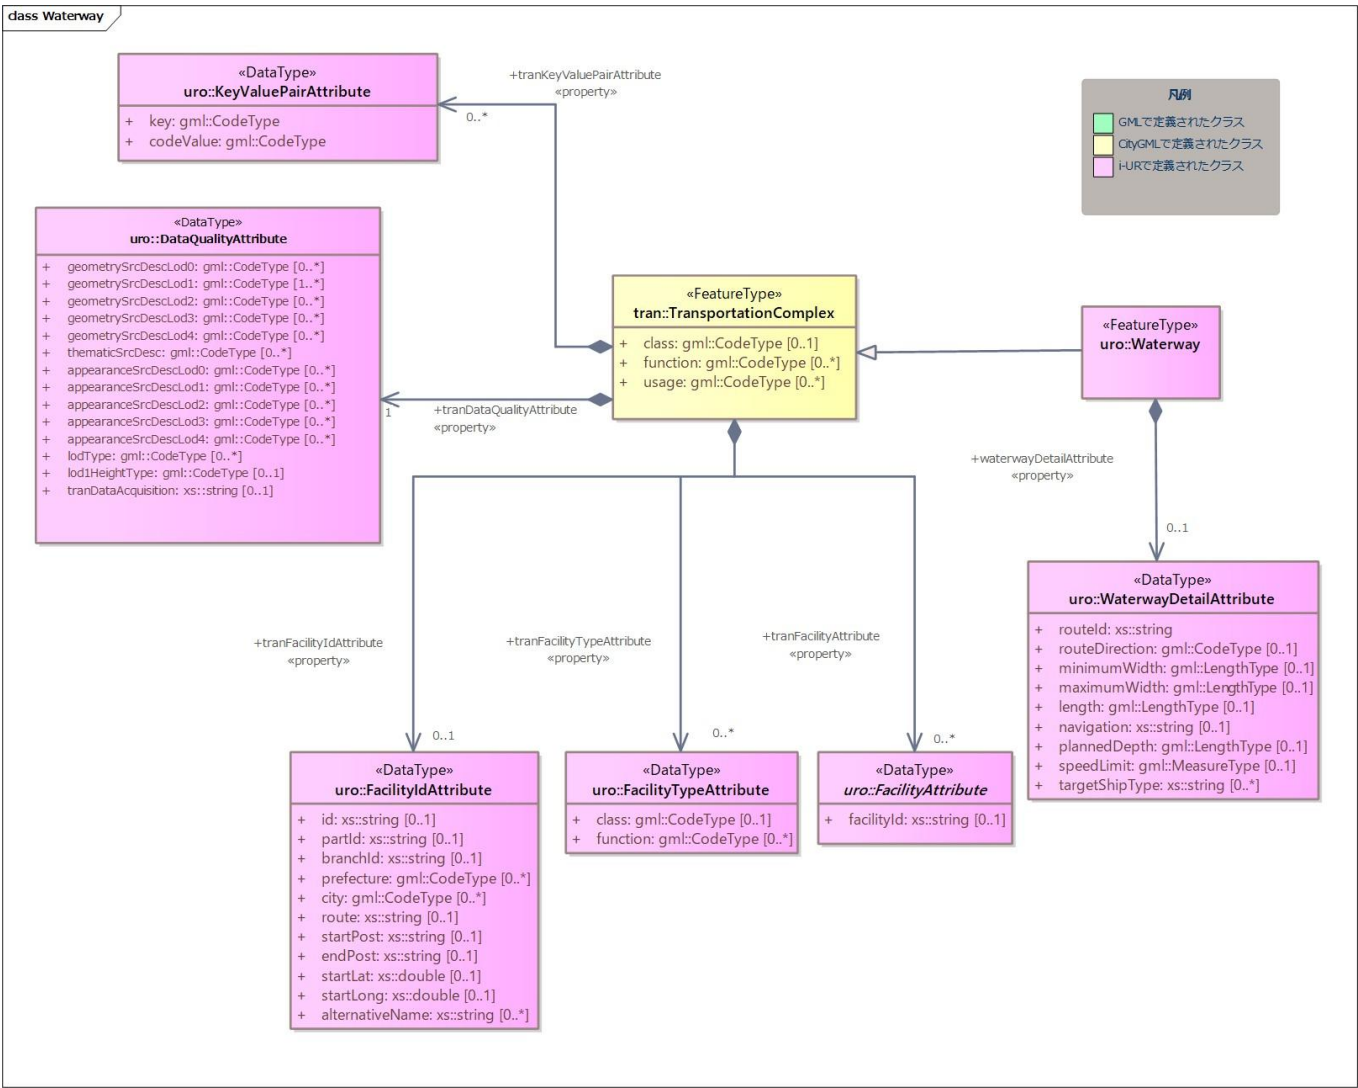 class Waterway
«DataType»
uro::KeyValuePairAttribute
+ key: gml::CodeType
+ codeValue: gml::CodeType
+tranKeyValuePairAttribute
«property»
0..*
凡例
GMLで定義されたクラス
CityGMLで定義されたクラス
i-URで定義されたクラス
«DataType»
uro::DataQualityAttribute
+ geometrySrcDescLod0: gml::CodeType [0..*]
+ geometrySrcDescLod1: gml::CodeType [1..*]
+ geometrySrcDescLod2: gml::CodeType [0..*]
+ geometrySrcDescLod3: gml::CodeType [0..*]
+ geometrySrcDescLod4: gml::CodeType [0..*]
+ thematicSrcDesc: gml::CodeType [0..*]
+ appearanceSrcDescLod0: gml::CodeType [0..*]
+ appearanceSrcDescLod1: gml::CodeType [0..*]
+ appearanceSrcDescLod2: gml::CodeType [0..*]
+ appearanceSrcDescLod3: gml::CodeType [0..*]
+ appearanceSrcDescLod4: gml::CodeType [0..*]
+ lodType: gml::CodeType [0..*]
+ lod1HeightType: gml::CodeType [0..1]
+ tranDataAcquisition: xs::string [0..1]
1
+tranDataQualityAttribute
«property»
«FeatureType»
tran::TransportationComplex
+ class: gml::CodeType [0..1]
+ function: gml::CodeType [0..*]
+ usage: gml::CodeType [0..*]
«FeatureType»
uro::Waterway
+waterwayDetailAttribute
«property»
0..1
«DataType»
uro::WaterwayDetailAttribute
+ routeId: xs::string
+ routeDirection: gml::CodeType [0..1]
+ minimumWidth: gml::LengthType [0..1]
+ maximumWidth: gml::LengthType [0..1]
+ length: gml::LengthType [0..1]
+ navigation: xs::string [0..1]
+ plannedDepth: gml::LengthType [0..1]
+ speedLimit: gml::MeasureType [0..1]
+ targetShipType: xs::string [0..*]
+tranFacilityIdAttribute
«property»
0..1
+tranFacilityTypeAttribute
«property»
0..*
+tranFacilityAttribute
«property»
0..*
«DataType»
uro::FacilityIdAttribute
+ id: xs::string [0..1]
+ partId: xs::string [0..1]
+ branchId: xs::string [0..1]
+ prefecture: gml::CodeType [0..*]
+ city: gml::CodeType [0..*]
+ route: xs::string [0..1]
+ startPost: xs::string [0..1]
+ endPost: xs::string [0..1]
+ startLat: xs::double [0..1]
+ startLong: xs::double [0..1]
+ alternativeName: xs::string [0..*]
«DataType»
uro::FacilityTypeAttribute
+ class: gml::CodeType [0..1]
+ function: gml::CodeType [0..*]
«DataType»
uro::FacilityAttribute
+ facilityId: xs::string [0..1]